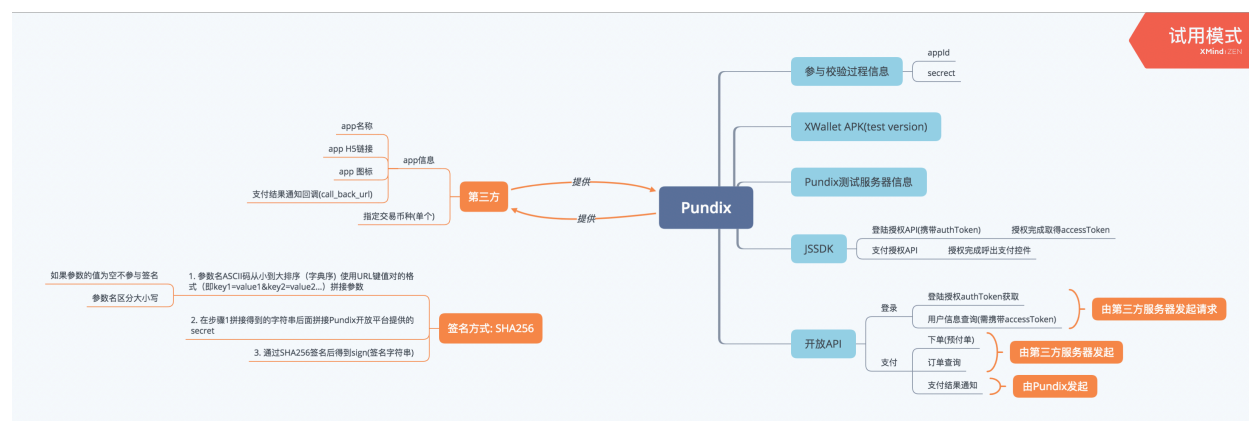 试用模式
XMind:ZEN
参与校验过程信息
appId
secrect
XWallet APK(test version)
Pundix测试服务器信息
Pundix
JSSDK
登陆授权API(携带authToken)
授权完成取得accessToken
支付授权API
授权完成呼出支付控件
开放API
登录
登陆授权authToken获取
用户信息查询(需携带accessToken)
由第三方服务器发起请求
支付
下单(预付单)
订单查询
由第三方服务器发起
支付结果通知
由Pundix发起
提供
提供
第三方
app信息
app名称
app H5链接
app 图标
支付结果通知回调(call_back_url)
指定交易币种(单个)
签名方式: SHA256
1. 参数名ASCII码从小到大排序（字典序) 使用URL键值对的格
式（即key1=value1&key2=value2…）拼接参数
如果参数的值为空不参与签名
参数名区分大小写
2. 在步骤1拼接得到的字符串后面拼接Pundix开放平台提供的
secret
3. 通过SHA256签名后得到sign(签名字符串)